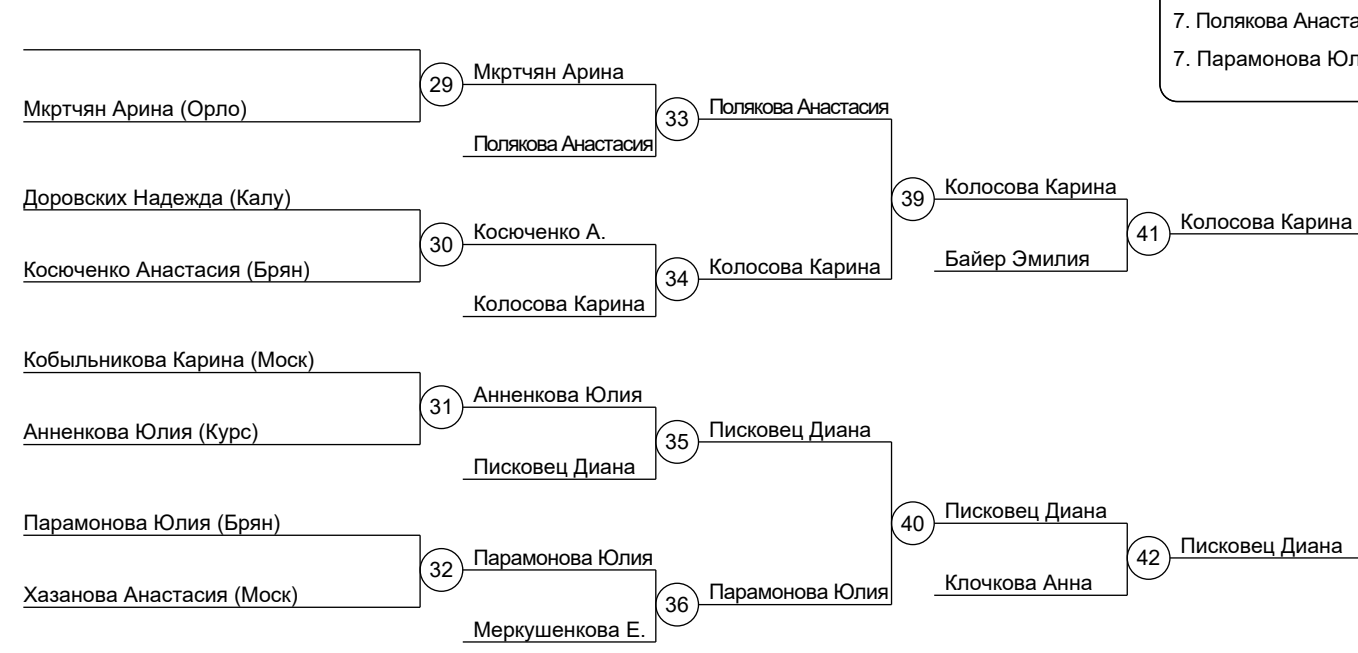 7. Полякова
7. Парамонова
29
Мкртчян Арина
Мкртчян Арина (Орло)
33
Полякова Анастасия
Полякова Анастасия
Доровских Надежда (Калу)
39
Колосова Карина
30
Косюченко А.
41
Колосова Карина
Косюченко Анастасия (Брян)
34
Колосова Карина
Байер Эмилия
Колосова Карина
Кобыльникова Карина (Моск)
31
Анненкова Юлия
Анненкова Юлия (Курс)
35
Писковец Диана
Писковец Диана
Парамонова Юлия (Брян)
40
Писковец Диана
32
Парамонова Юлия
42
Писковец Диана
Хазанова Анастасия (Моск)
36
Парамонова Юлия
Клочкова Анна
Меркушенкова Е.